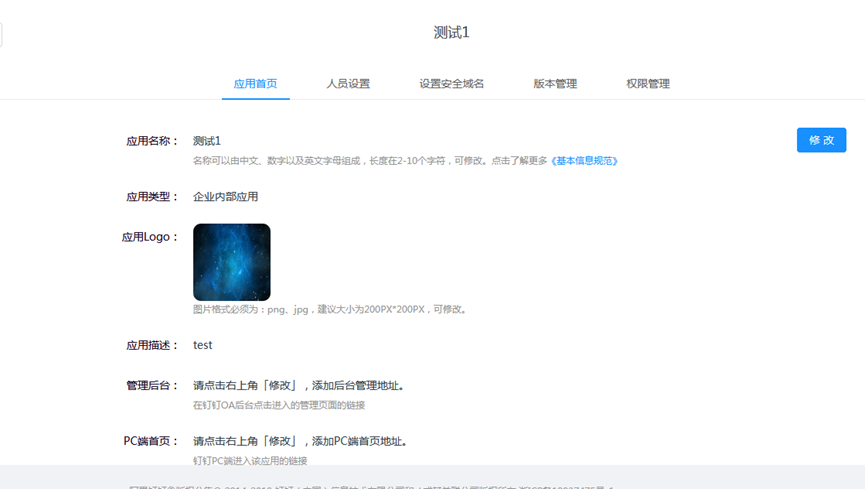 测试1
应用首页 人员设置 设置安全域名 版本管理 权限管理
应用名称： 测试1
修 改
名称可以由中文、数字以及英文字母组成，长度在2-10个字符，可修改。点击了解更多《基本信息规范》
应用类型： 企业内部应用
应用Logo：
图片格式必须为：png、jpg，建议大小为200PX*200PX，可修改。
应用描述： test
管理后台： 请点击右上角「修改」，添加后台管理地址。
在钉钉OA后台点击进入的管理页面的链接
PC端首页： 请点击右上角「修改」，添加PC端首页地址。
钉钉PC端进入该应用的链接